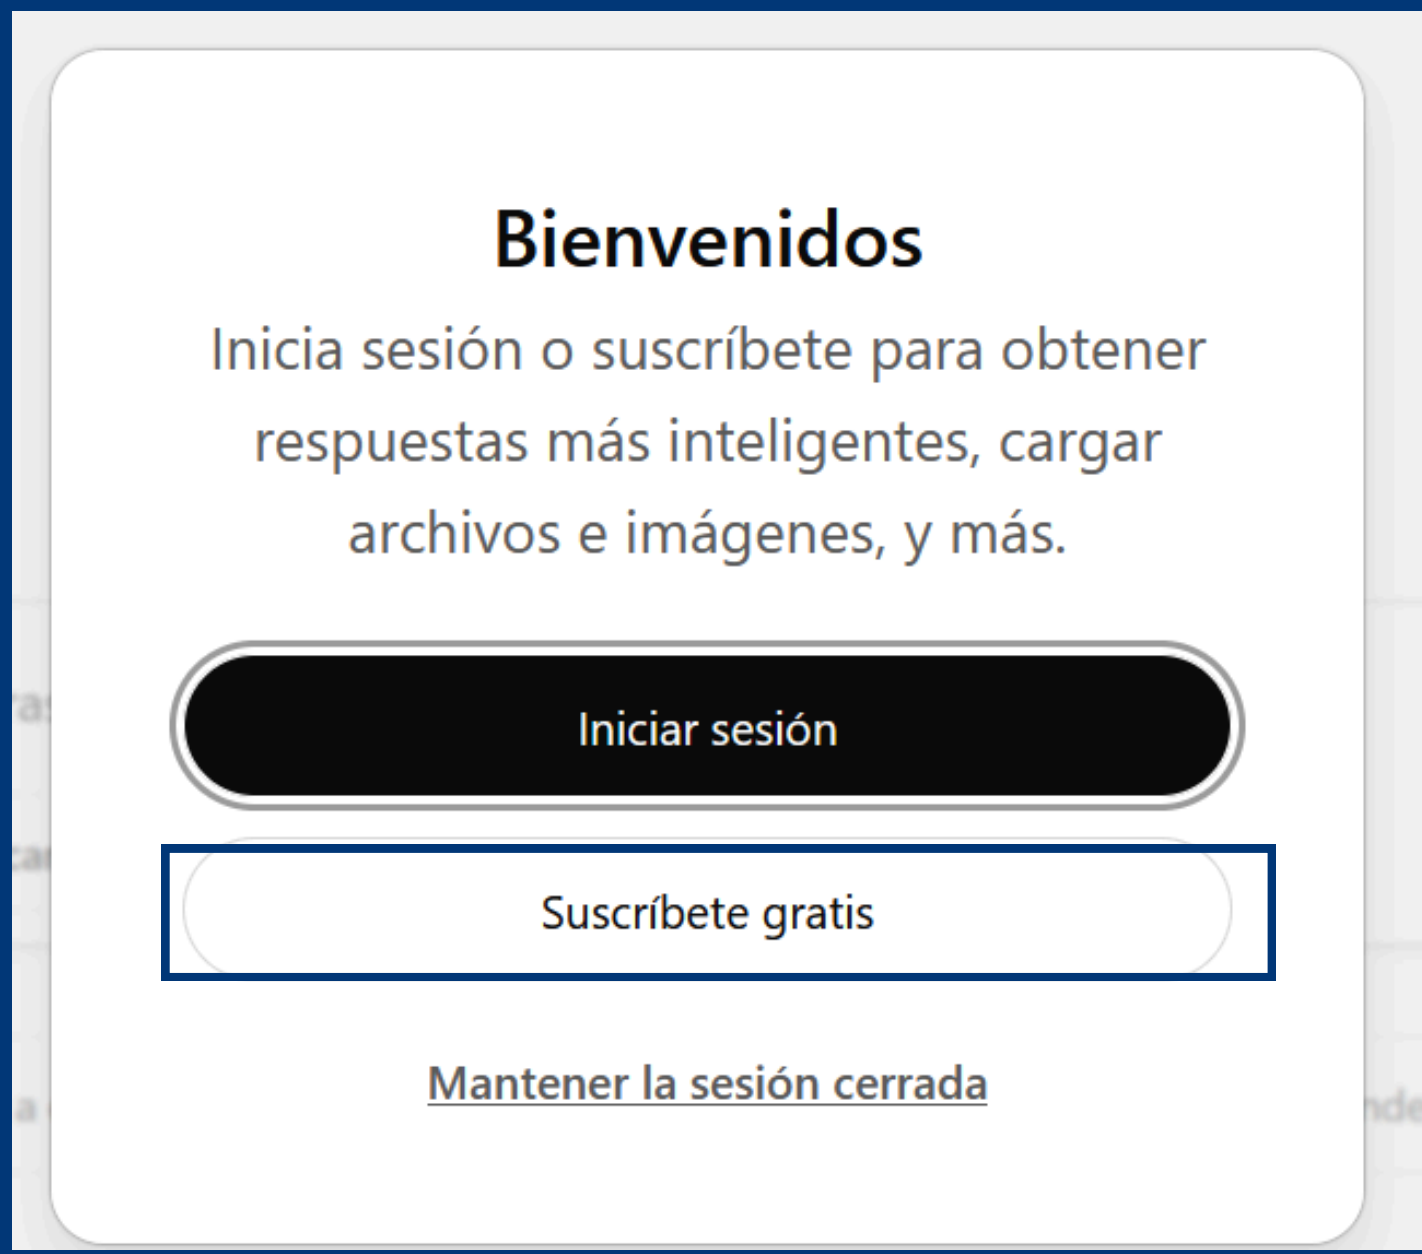 Bienvenidos
Inicia sesión o suscríbete para obtener
respuestas más inteligentes, cargar
archivos e imágenes, y más.
Iniciar sesión
Suscríbete gratis
Mantener la sesión cerrada